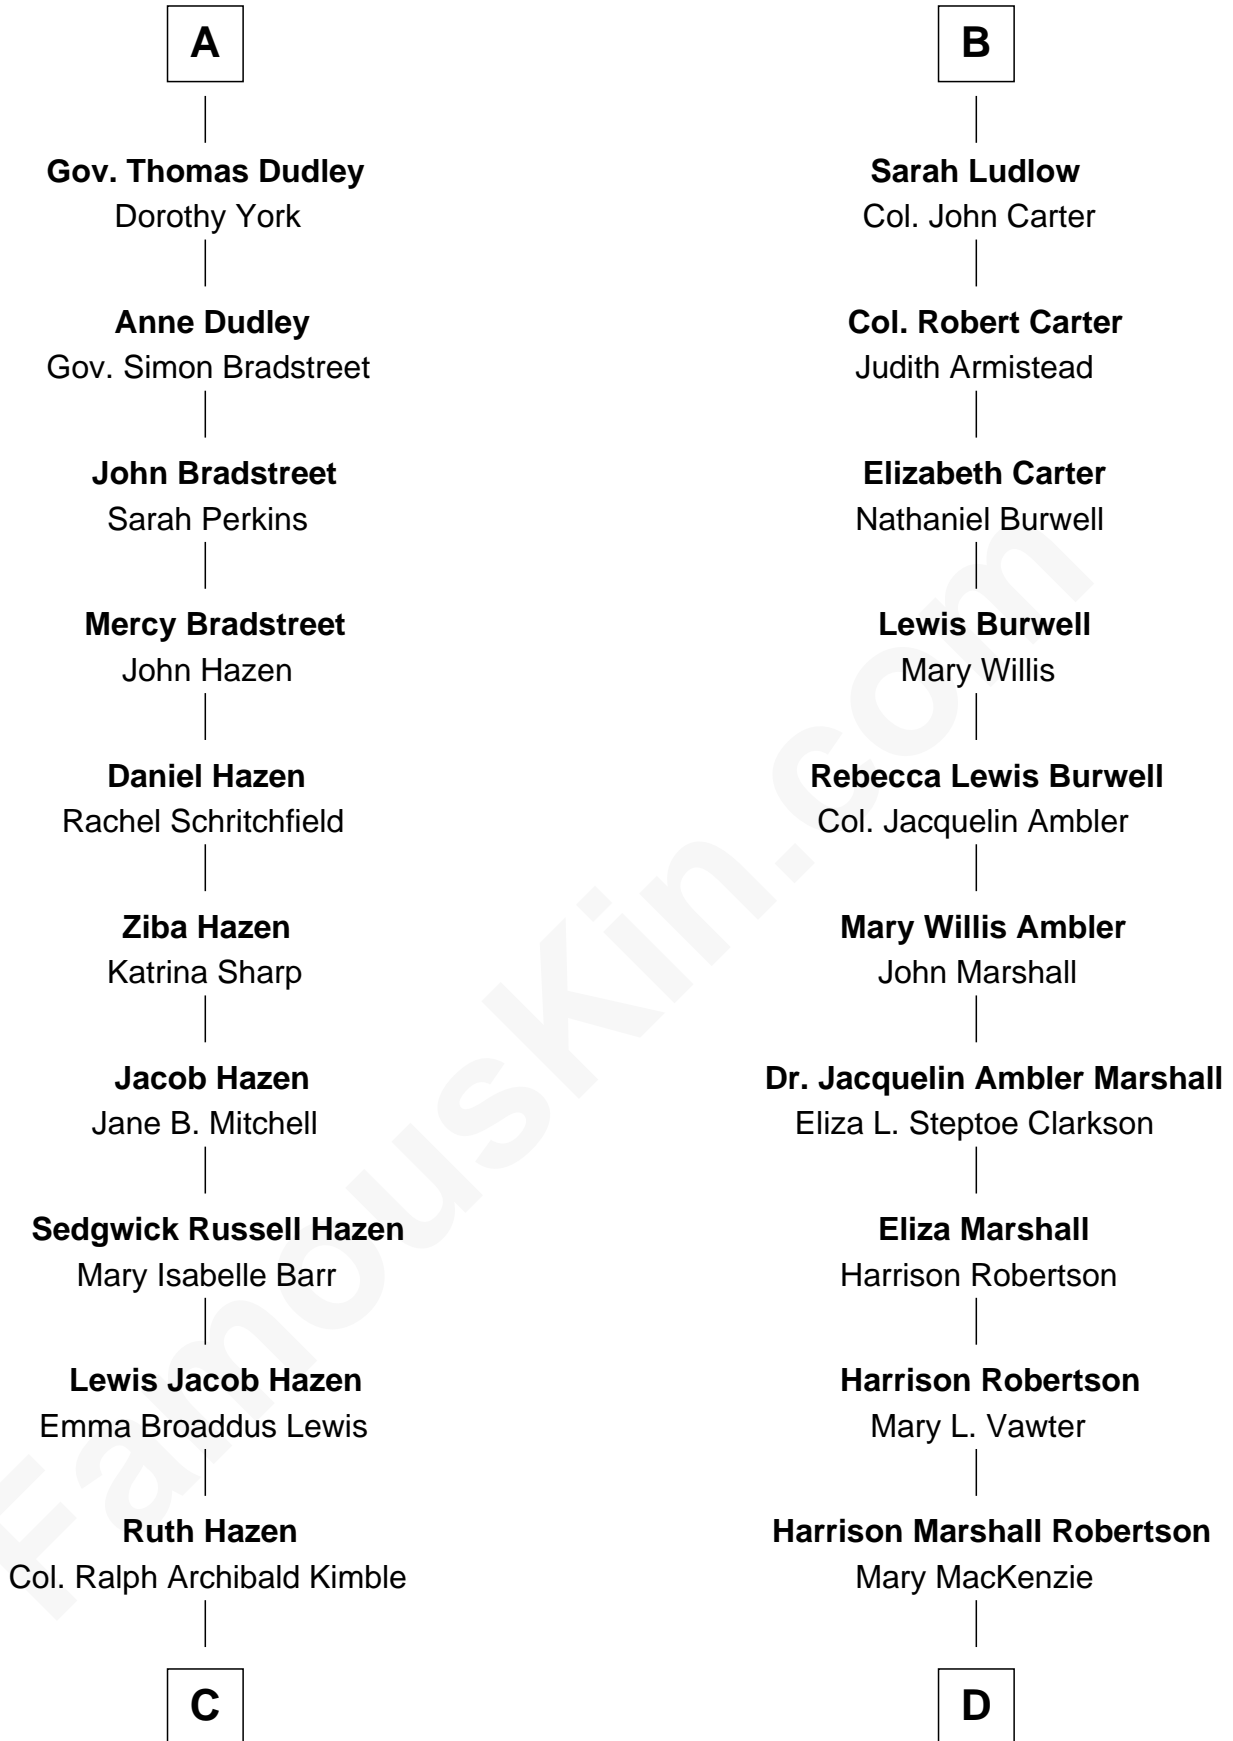 A
Gov. Thomas Dudley
Dorothy York
Anne Dudley
Gov. Simon Bradstreet
John Bradstreet
Sarah Perkins
Mercy Bradstreet
John Hazen
Daniel Hazen
Rachel Schritchfield
Ziba Hazen
Katrina Sharp
Jacob Hazen
Jane B. Mitchell
Sedgwick Russell Hazen
Mary Isabelle Barr
Lewis Jacob Hazen
Emma Broaddus Lewis
Ruth Hazen
Col. Ralph Archibald Kimble
C
B
Sarah Ludlow
Col. John Carter
Col. Robert Carter
Judith Armistead
Elizabeth Carter
Nathaniel Burwell
Lewis Burwell
Mary Willis
Rebecca Lewis Burwell
Col. Jacquelin Ambler
Mary Willis Ambler
John Marshall
Dr. Jacquelin Ambler Marshall
Eliza L. Steptoe Clarkson
Eliza Marshall
Harrison Robertson
Harrison Robertson
Mary L. Vawter
Harrison Marshall Robertson
Mary MacKenzie
D
FamousKin.com